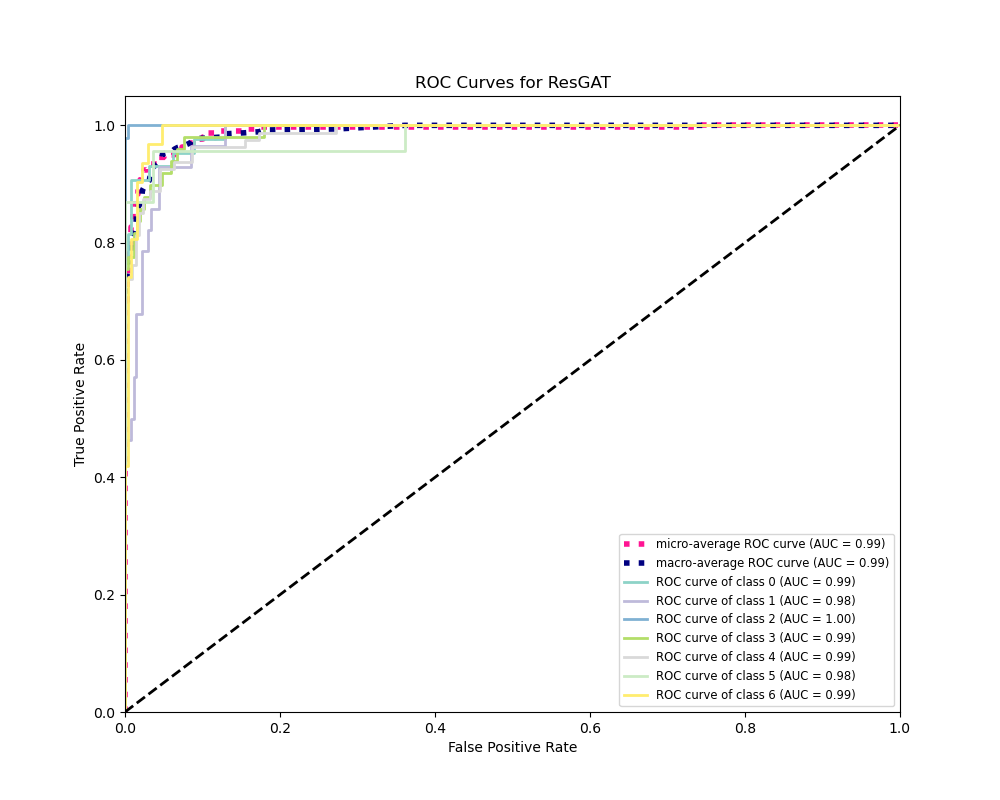 ROC Curves for ResGAT
1.0
0.8
0.6
0.4
0.2
0.0
True Positive Rate
micro-average ROC curve (AUC = 0.99)
macro-average ROC curve (AUC = 0.99)
ROC curve of class 0 (AUC = 0.99)
ROC curve of class 1 (AUC = 0.98)
ROC curve of class 2 (AUC = 1.00)
ROC curve of class 3 (AUC = 0.99)
ROC curve of class 4 (AUC = 0.99)
ROC curve of class 5 (AUC = 0.98)
ROC curve of class 6 (AUC = 0.99)
0.0 0.2 0.4 0.6 0.8 1.0
False Positive Rate